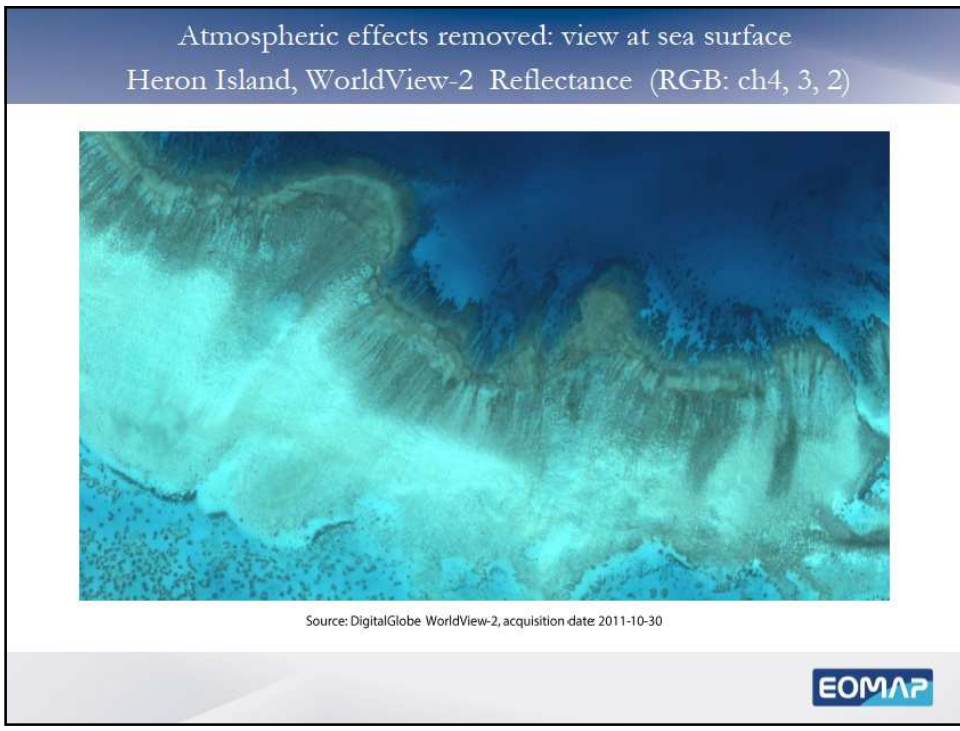 Atmospheric effects removed: view at sea surface
Heron Island, WorldView-2 Reflectance (RGB: ch4, 3, 2)
Source: DigitalGlobe WorldView-2, acquisition date: 2011-10-30
EOMAP